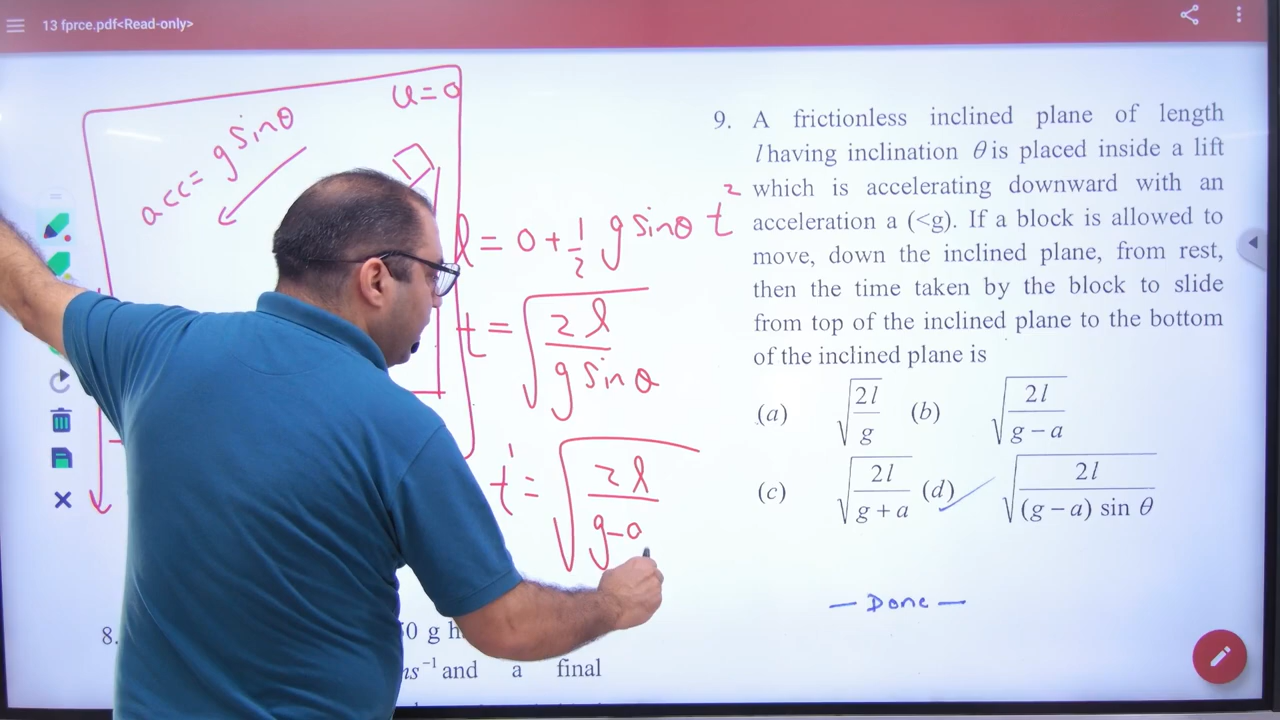 13 fprce.pdf<Read-only>
u = 0
acc = g sinθ
l = 0 + 1/2 g sinθ t²
t = √(2l / g sinθ)
t' = √(2l / g-a
9. A frictionless inclined plane of length
l having inclination θ is placed inside a lift
which is accelerating downward with an
acceleration a (<g). If a block is allowed to
move, down the inclined plane, from rest,
then the time taken by the block to slide
from top of the inclined plane to the bottom
of the inclined plane is
(a) √(2l / g) (b) √(2l / g – a)
(c) √(2l / g + a) (d) √(2l / (g – a) sin θ)
— Done —
8.
0 g
ms⁻¹ and a final